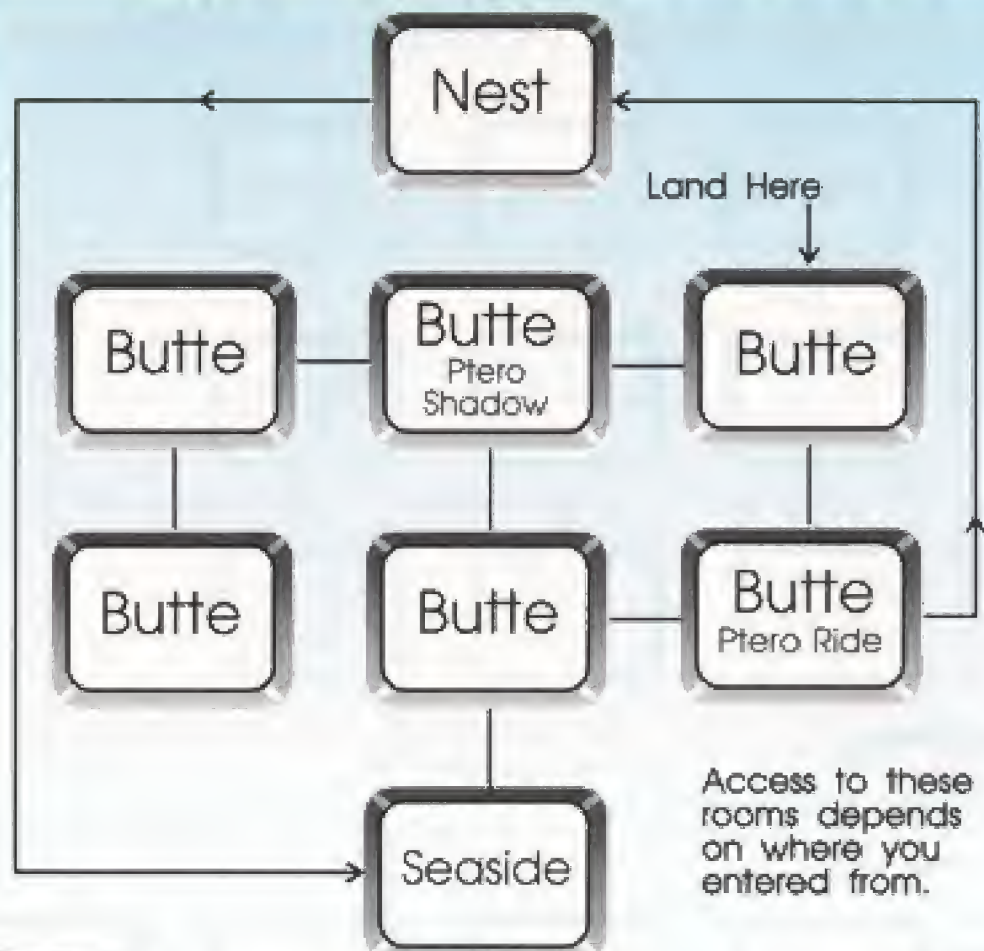 Nest
Land Here
Butte
Butte
Ptero
Shadow
Butte
Butte
Butte
Butte
Ptero Ride
Seaside
Access to these
rooms depends
on where you
entered from.